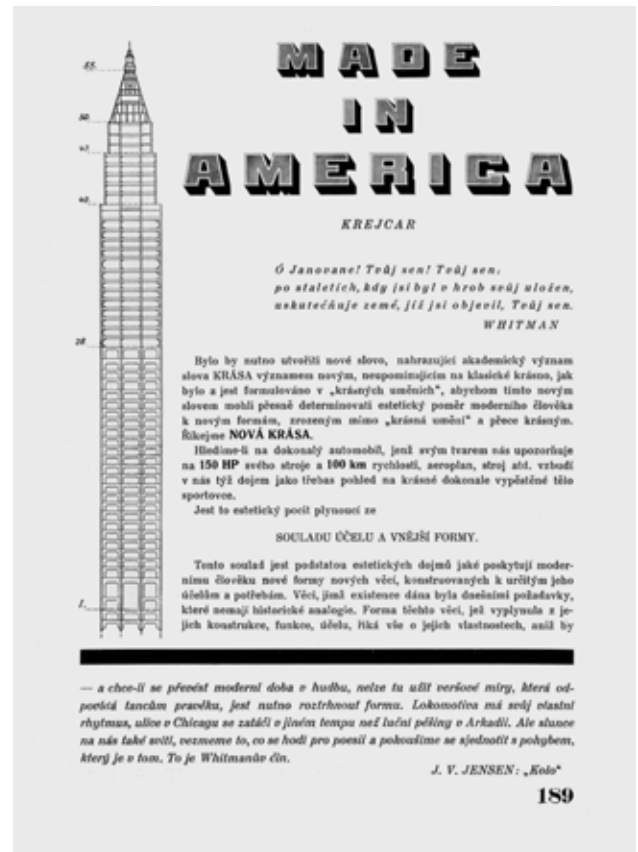 MADE
IN
AMERICA
KREJCAR
Ó Janovane! Tvůj sen! Tvůj sen:
po staletích, kdy jsi byl v hrob svůj uložen,
uskutečňuje země, jíž jsi objevil, Tvůj sen.
WHITMAN
55.
50.
47.
40.
28.
1.
Bylo by nutno utvořiti nové slovo, nahrazující akademický význam
slova KRÁSA významem novým, neupomínajícím na klasické krásno, jak
bylo a jest formulováno v „krásných uměních“, abychom tímto novým
slovem mohli přesně determinovati estetický poměr moderního člověka
k novým formám, zrozeným mimo „krásná umění“ a přece krásným.
Říkejme NOVÁ KRÁSA.
Hledíme-li na dokonalý automobil, jenž svým tvarem nás upozorňuje
na 150 HP svého stroje a 100 km rychlosti, aeroplan, stroj atd. vzbudí
v nás týž dojem jako třebas pohled na krásné dokonale vypěstěné tělo
sportovce.
Jest to estetický pocit plynoucí ze
SOULADU ÚČELU A VNĚJŠÍ FORMY.
Tento soulad jest podstatou estetických dojmů jaké poskytují moder-
nímu člověku nové formy nových věcí, konstruovaných k určitým jeho
účelům a potřebám. Věci, jimž existence dána byla dnešními požadavky,
které nemají historické analogie. Forma těchto věcí, jež vyplynula z je-
jich konstrukce, funkce, účelu, říká vše o jejich vlastnostech, aniž by
— a chce-li se převést moderní doba v hudbu, nelze tu užít veršové míry, která od-
povídá tancům pravěku, jest nutno roztrhnout formu. Lokomotiva má svůj vlastní
rhytmus, ulice v Chicagu se zatáčí v jiném tempu než luční pěšiny v Arkadii. Ale slunce
na nás také svítí, vezmeme to, co se hodí pro poesii a pokoušíme se sjednotit s pohybem,
který je v tom. To je Whitmanův čin.
J. V. JENSEN: „Kolo“
189